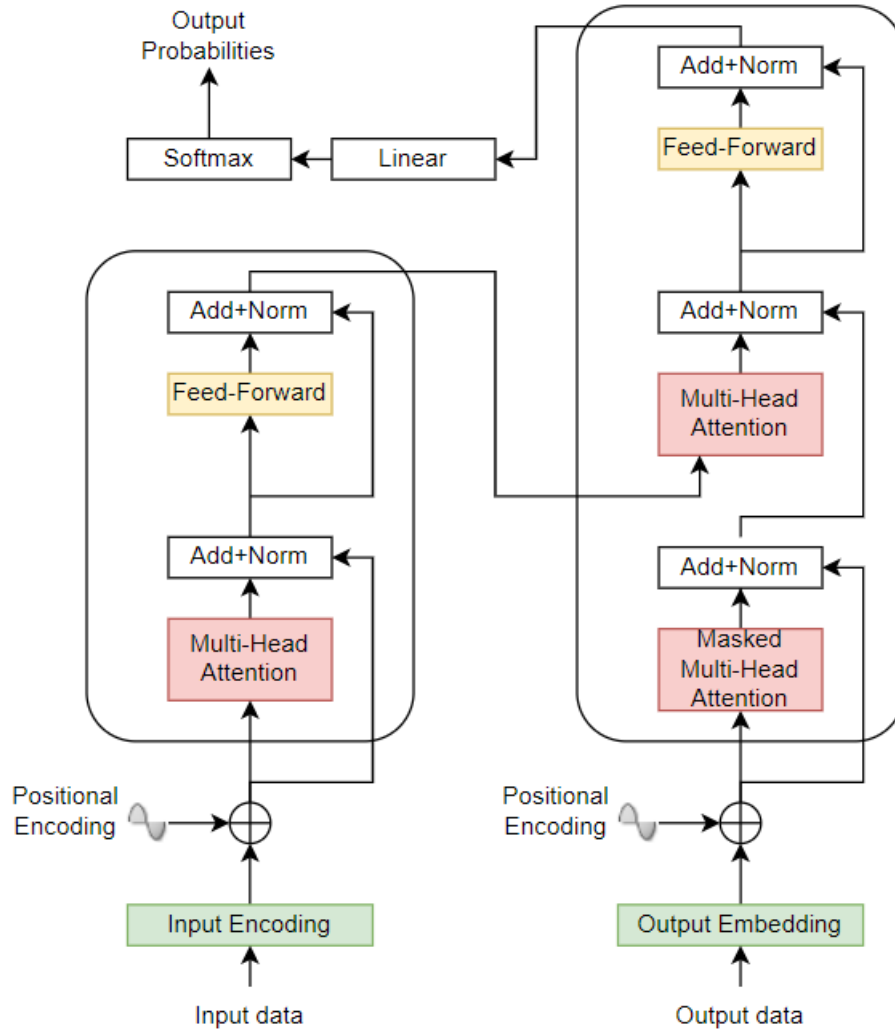 Output
Probabilities
Softmax
Linear
Add+Norm
Feed-Forward
Add+Norm
Multi-Head
Attention
Add+Norm
Masked
Multi-Head
Attention
Add+Norm
Feed-Forward
Add+Norm
Multi-Head
Attention
Positional
Encoding
Positional
Encoding
Input Encoding
Output Embedding
Input data
Output data